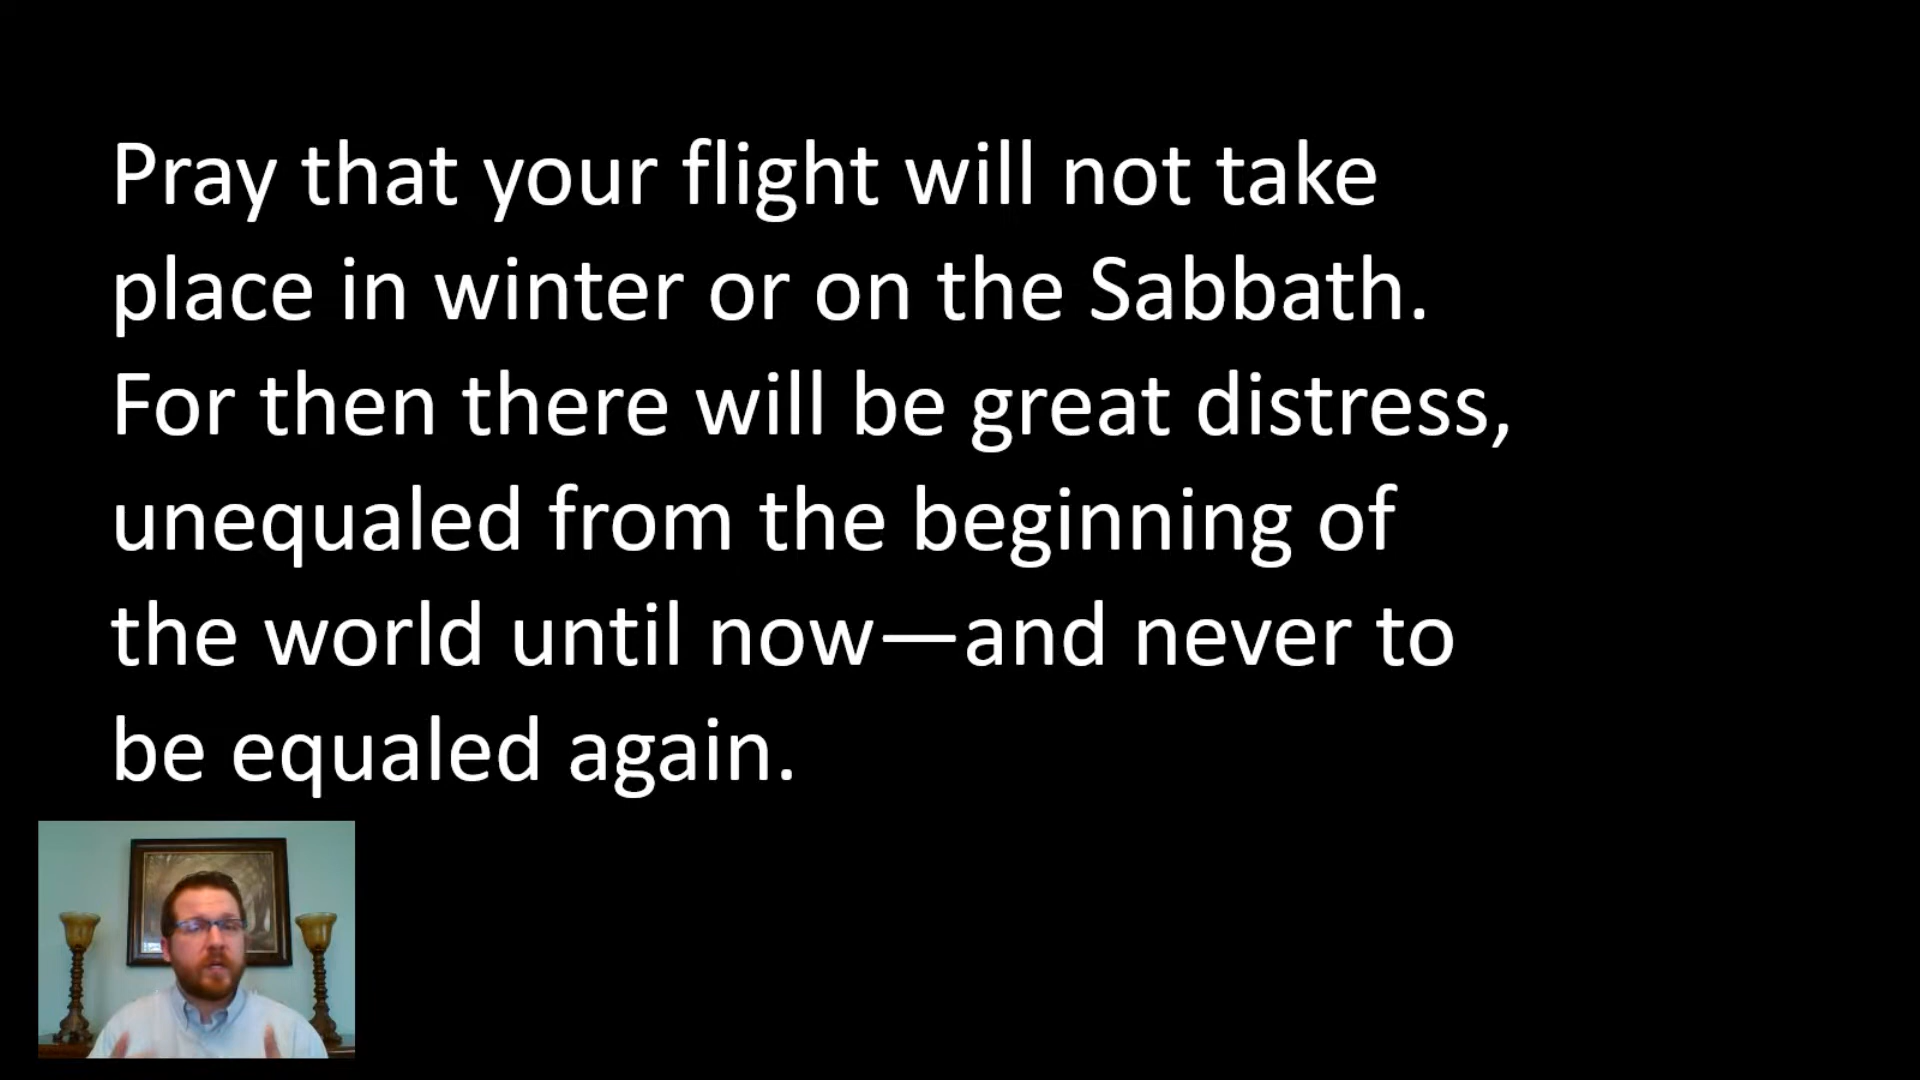 Pray that your flight will not take
place in winter or on the Sabbath.
For then there will be great distress,
unequaled from the beginning of
the world until now—and never to
be equaled again.